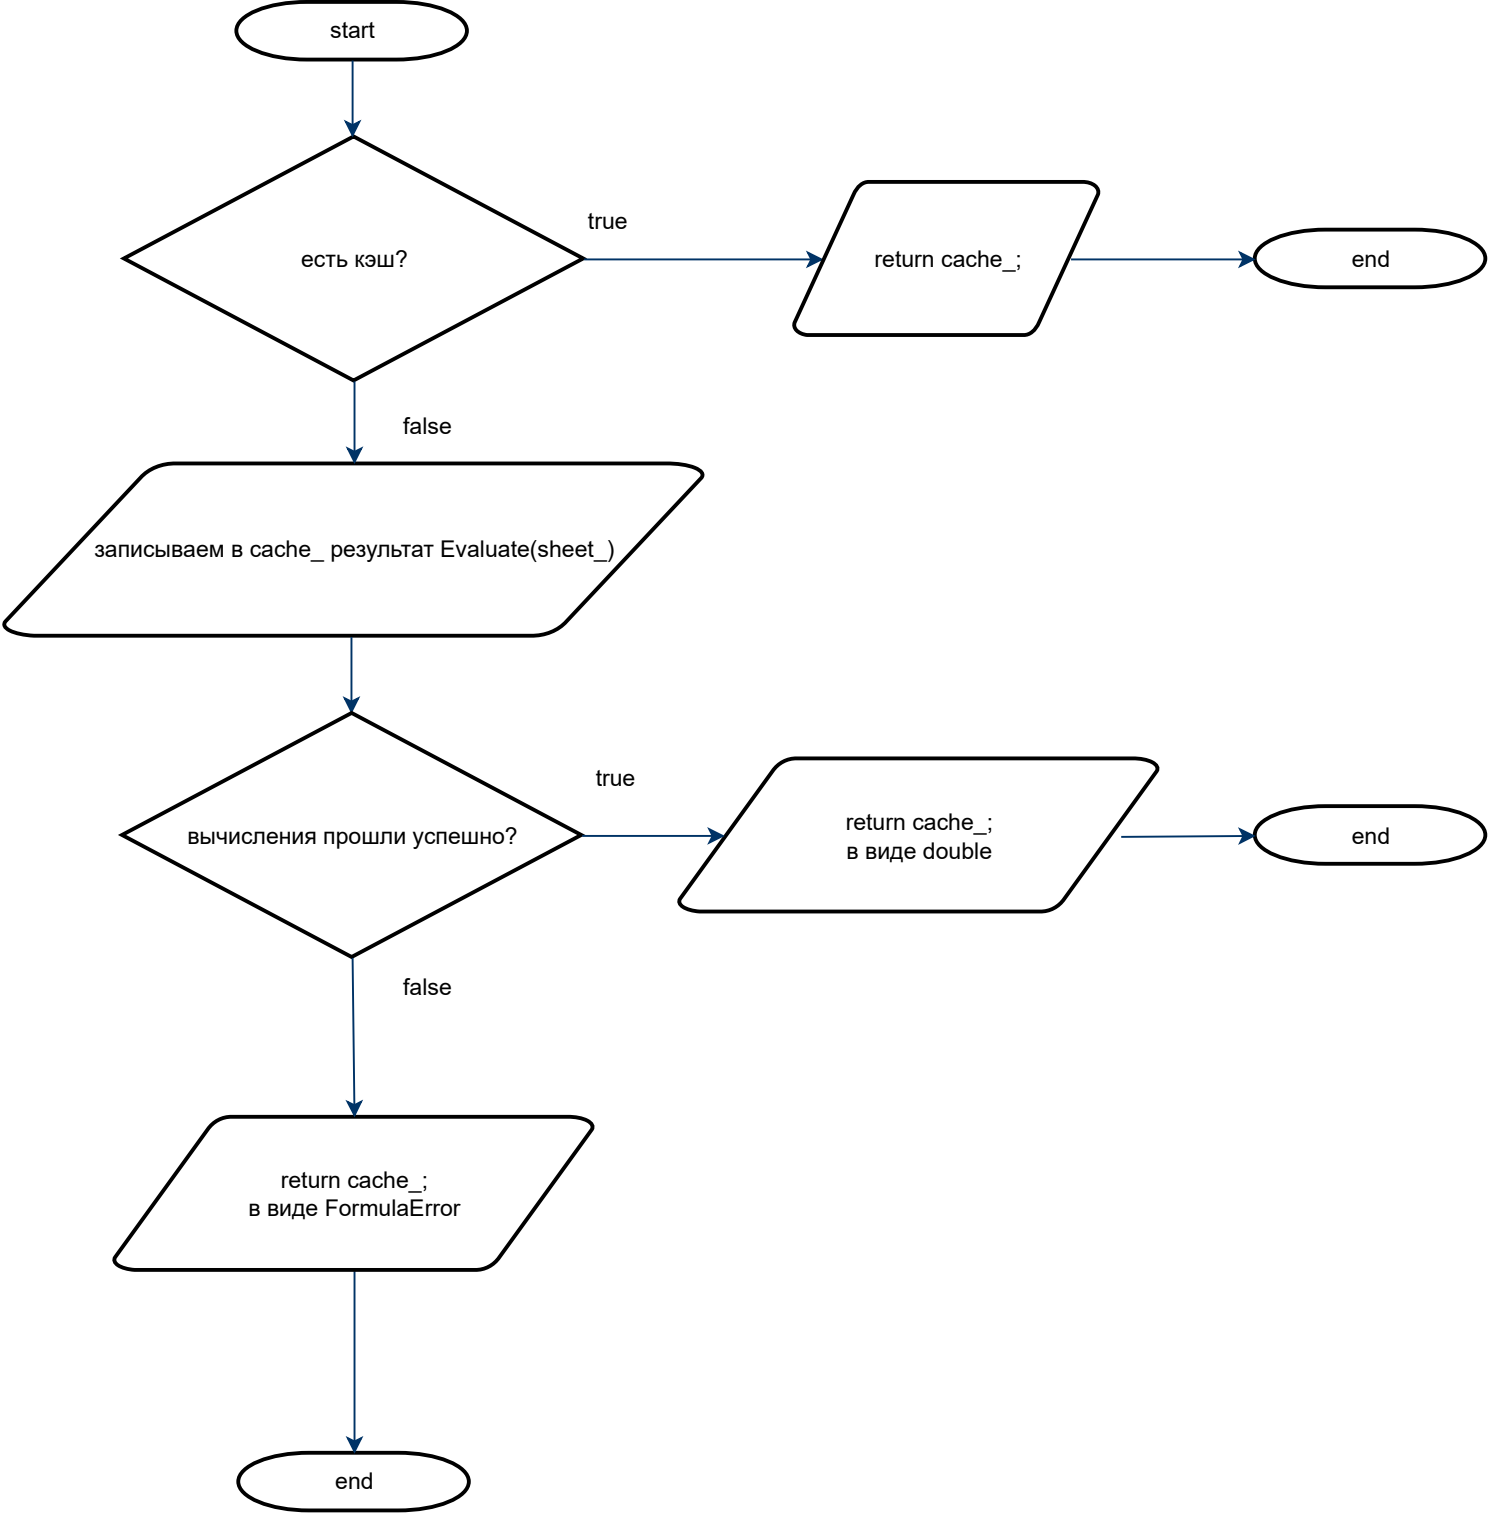 start
есть кэш?
true
return cache_;
end
false
записываем в cache_ результат Evaluate(sheet_)
вычисления прошли успешно?
true
return cache_;
в виде double
end
false
return cache_;
в виде FormulaError
end